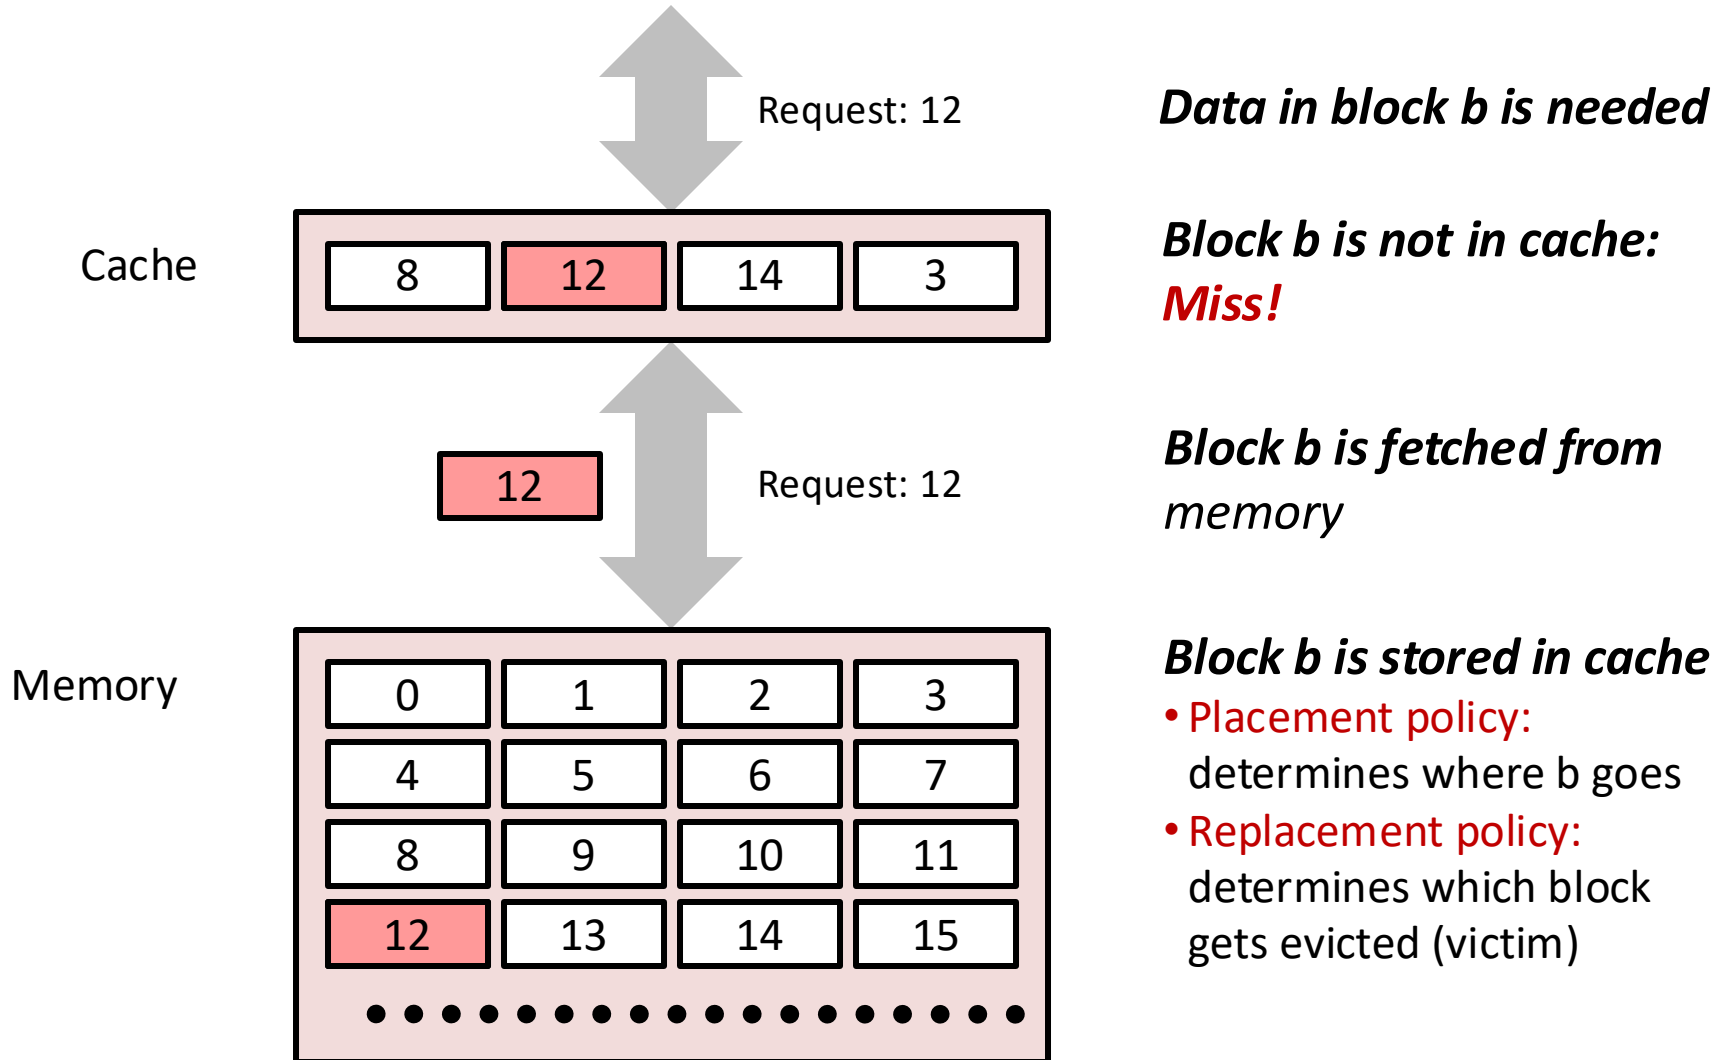 Request: 12
Data in block b is needed
Cache
8 12 14 3
Block b is not in cache:
Miss!
12
Request: 12
Block b is fetched from
memory
Memory
0 1 2 3
4 5 6 7
8 9 10 11
12 13 14 15
Block b is stored in cache
• Placement policy:
determines where b goes
• Replacement policy:
determines which block
gets evicted (victim)